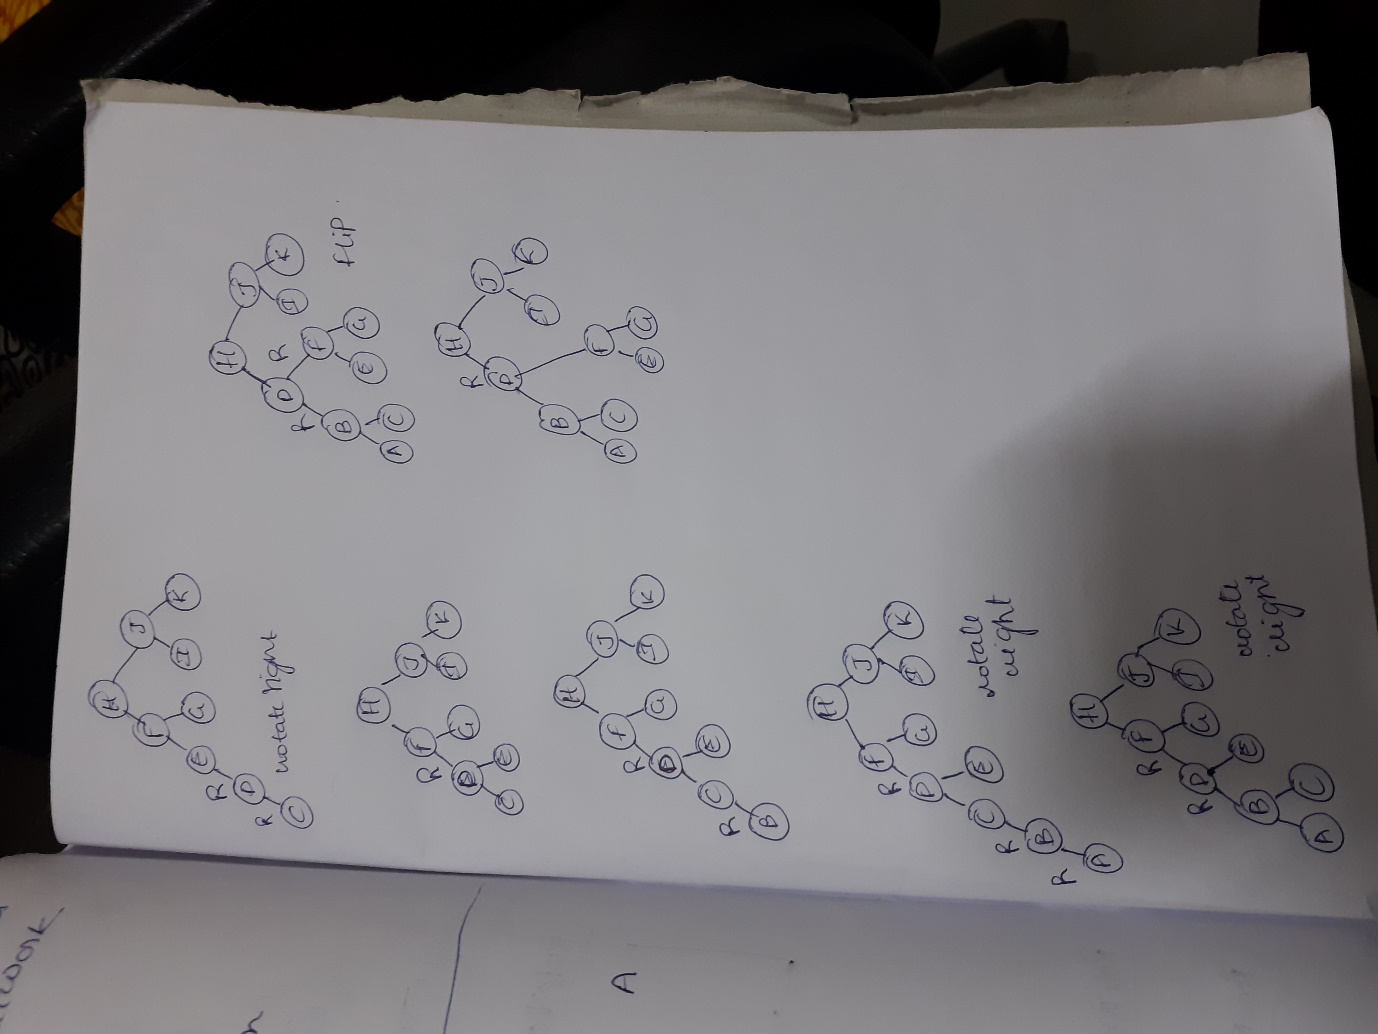 H
F J
E G I K
R D
R C
rotate right
H
F J
R D G I K
C E
H
F J
R D G I K
C E
R B
H
F J
R D G I K
C E
R B
R A
rotate
right
H
R F J
R D G I K
B E
A C
rotate
right
H
D R J
R B F I K
A C E G
flip.
H
R D J
B F I K
A C E G
A